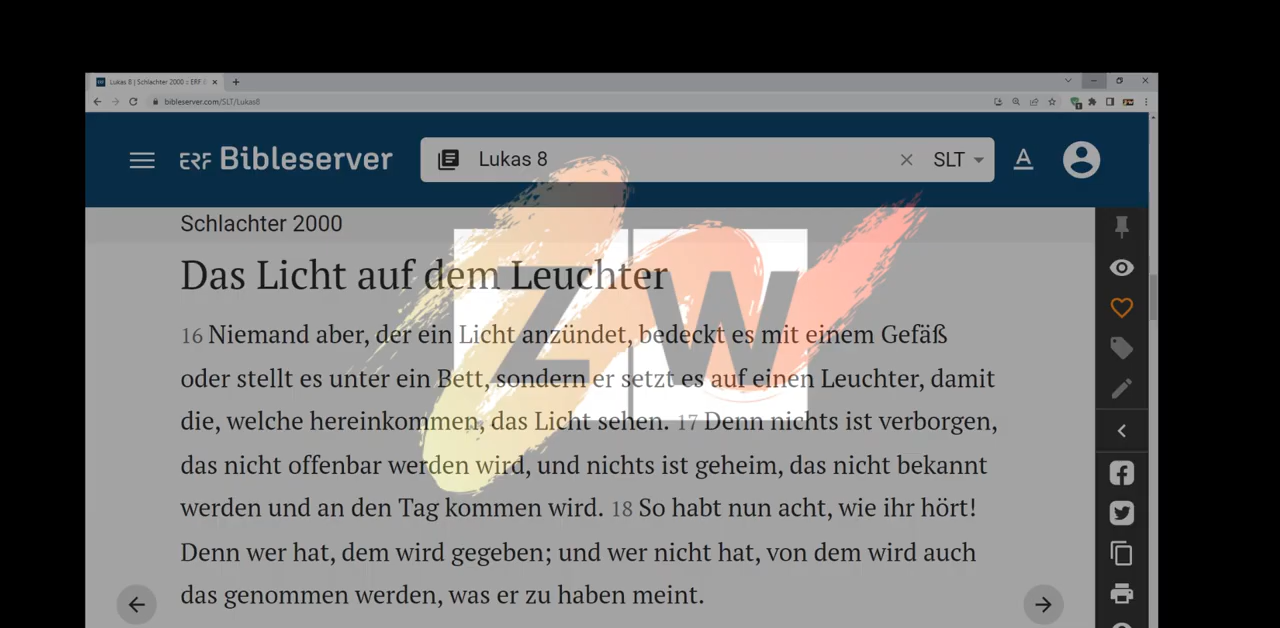 Lukas 8 | Schlachter 2000 :: ERF
bibleserver.com/SLT/Lukas8
ERF Bibleserver
Lukas 8
SLT
A
Schlachter 2000
Das Licht auf dem Leuchter
16 Niemand aber, der ein Licht anzündet, bedeckt es mit einem Gefäß
oder stellt es unter ein Bett, sondern er setzt es auf einen Leuchter, damit
die, welche hereinkommen, das Licht sehen. 17 Denn nichts ist verborgen,
das nicht offenbar werden wird, und nichts ist geheim, das nicht bekannt
werden und an den Tag kommen wird. 18 So habt nun acht, wie ihr hört!
Denn wer hat, dem wird gegeben; und wer nicht hat, von dem wird auch
das genommen werden, was er zu haben meint.
ZW